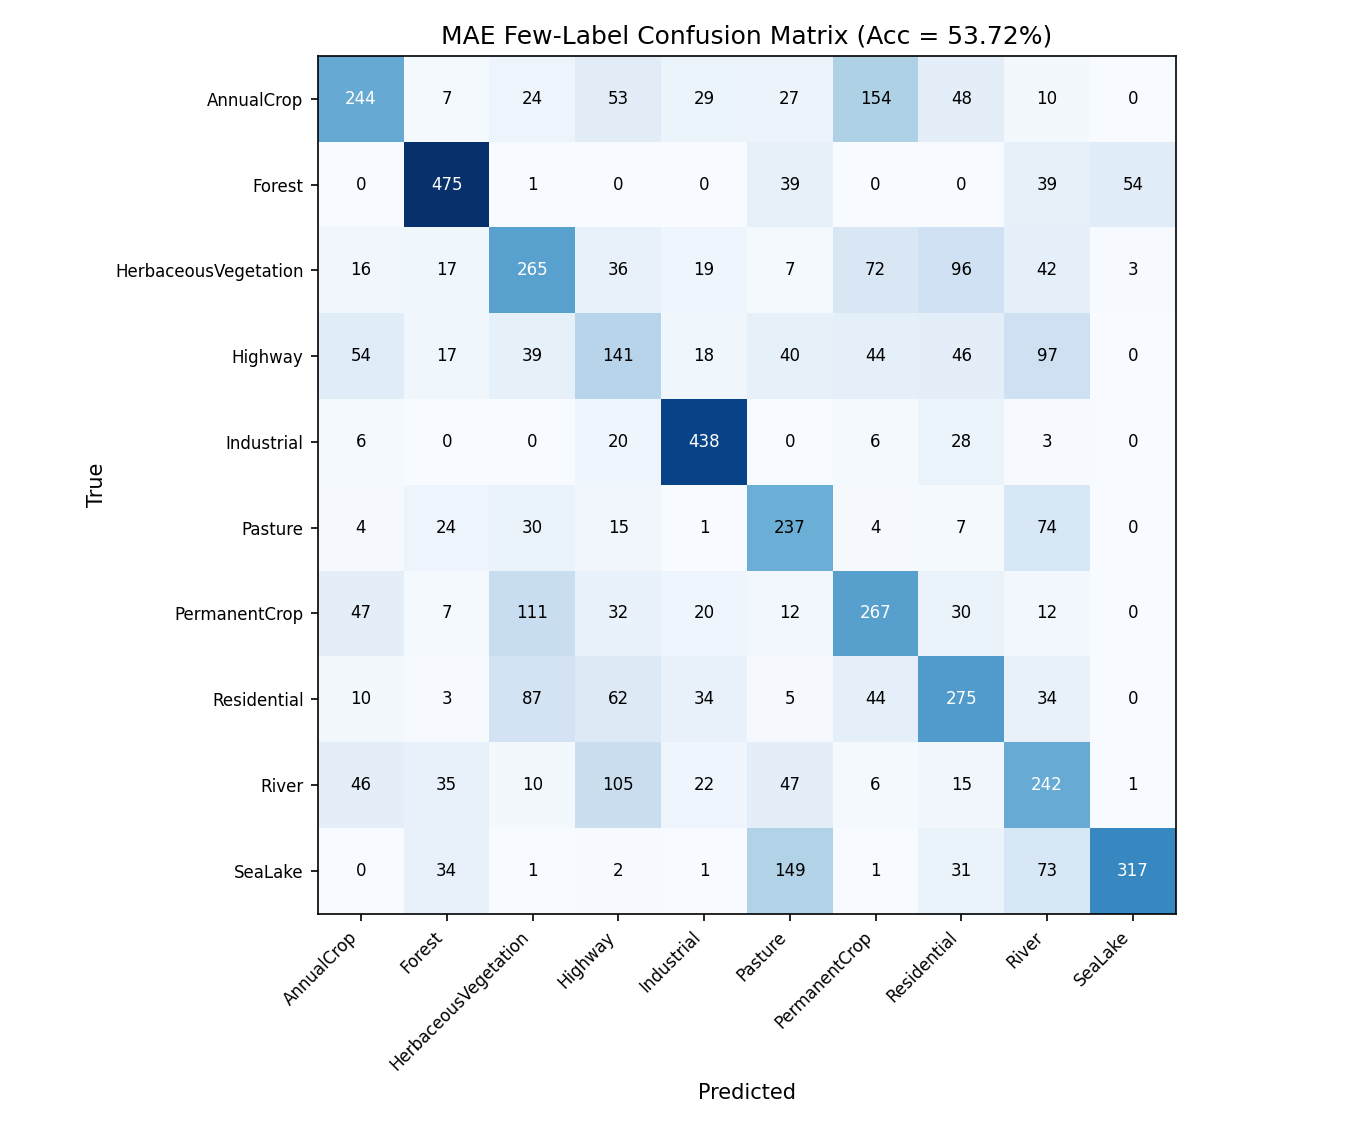 MAE Few-Label Confusion Matrix (Acc = 53.72%)
AnnualCrop 244 7 24 53 29 27 154 48 10 0
Forest 0 475 1 0 0 39 0 0 39 54
HerbaceousVegetation 16 17 265 36 19 7 72 96 42 3
Highway 54 17 39 141 18 40 44 46 97 0
Industrial 6 0 0 20 438 0 6 28 3 0
Pasture 4 24 30 15 1 237 4 7 74 0
PermanentCrop 47 7 111 32 20 12 267 30 12 0
Residential 10 3 87 62 34 5 44 275 34 0
River 46 35 10 105 22 47 6 15 242 1
SeaLake 0 34 1 2 1 149 1 31 73 317
True
AnnualCrop Forest HerbaceousVegetation Highway Industrial Pasture PermanentCrop Residential River SeaLake
Predicted